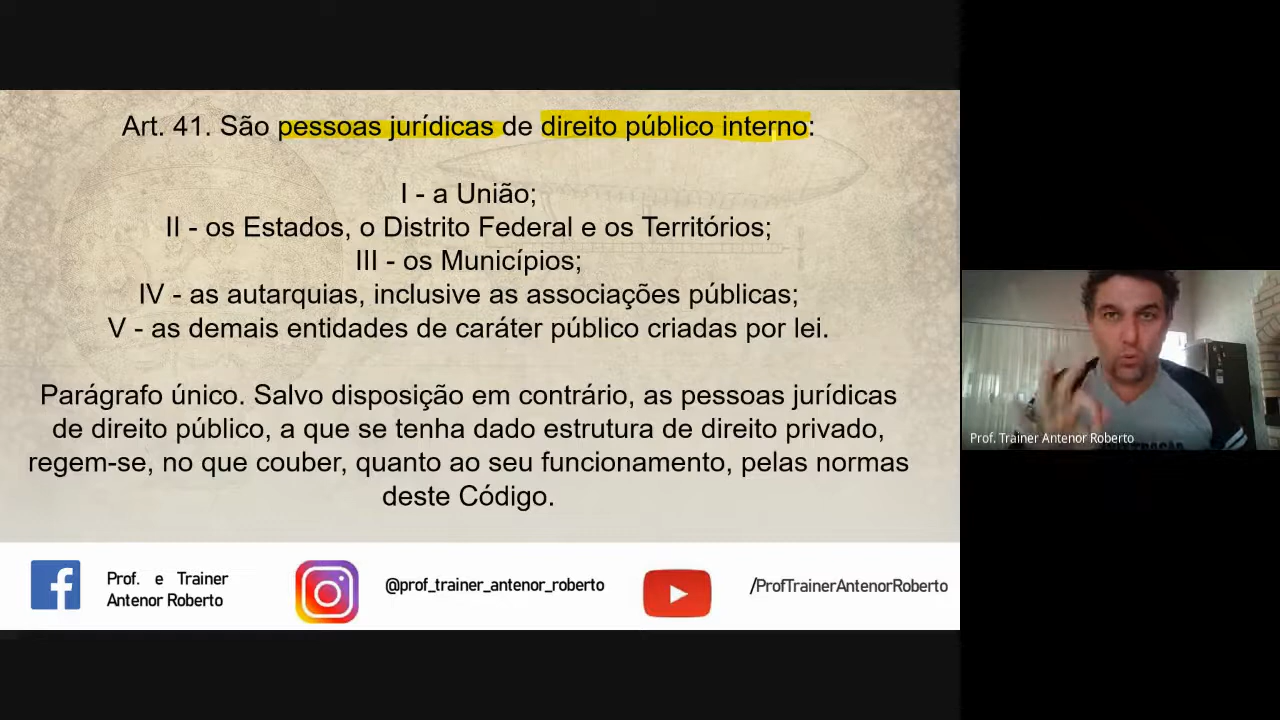 Art. 41. São pessoas jurídicas de direito público interno:
I - a União;
II - os Estados, o Distrito Federal e os Territórios;
III - os Municípios;
IV - as autarquias, inclusive as associações públicas;
V - as demais entidades de caráter público criadas por lei.
Parágrafo único. Salvo disposição em contrário, as pessoas jurídicas
de direito público, a que se tenha dado estrutura de direito privado,
regem-se, no que couber, quanto ao seu funcionamento, pelas normas
deste Código.
Prof. Trainer Antenor Roberto
Prof. e Trainer
Antenor Roberto
@prof_trainer_antenor_roberto
/ProfTrainerAntenorRoberto